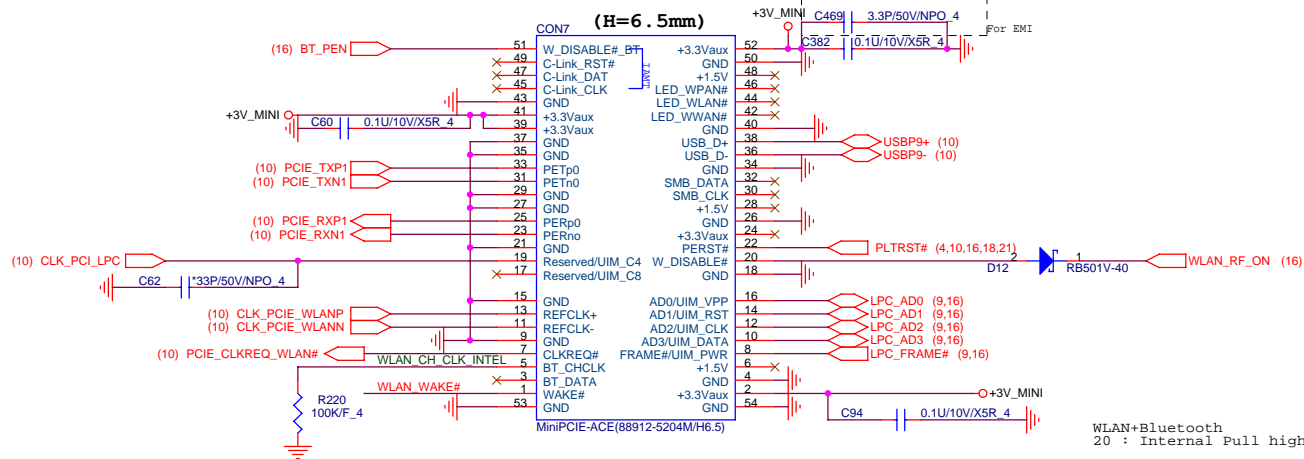 (H=6.5mm)
CON7
+3V_MINI
C469 3.3P/50V/NPO_4
For EMI
C382 0.1U/10V/X5R_4
(16) BT_PEN 51 W_DISABLE#_BT +3.3Vaux 52
49 C-Link_RST# GND 50
47 C-Link_DAT +1.5V 48
45 C-Link_CLK LED_WPAN# 46
43 GND LED_WLAN# 44
+3V_MINI 41 +3.3Vaux LED_WWAN# 42
C60 0.1U/10V/X5R_4 39 +3.3Vaux GND 40
37 GND USB_D+ 38 USBP9+ (10)
35 GND USB_D- 36 USBP9- (10)
(10) PCIE_TXP1 33 PETp0 GND 34
(10) PCIE_TXN1 31 PETn0 SMB_DATA 32
29 GND SMB_CLK 30
27 GND +1.5V 28
(10) PCIE_RXP1 25 PERp0 GND 26
(10) PCIE_RXN1 23 PERno +3.3Vaux 24
21 GND PERST# 22 PLTRST# (4,10,16,18,21)
(10) CLK_PCI_LPC 19 Reserved/UIM_C4 W_DISABLE# 20 2 D12 1 RB501V-40 WLAN_RF_ON (16)
C62 *33P/50V/NPO_4 17 Reserved/UIM_C8 GND 18
15 GND AD0/UIM_VPP 16 LPC_AD0 (9,16)
(10) CLK_PCIE_WLANP 13 REFCLK+ AD1/UIM_RST 14 LPC_AD1 (9,16)
(10) CLK_PCIE_WLANN 11 REFCLK- AD2/UIM_CLK 12 LPC_AD2 (9,16)
9 GND AD3/UIM_DATA 10 LPC_AD3 (9,16)
(10) PCIE_CLKREQ_WLAN# 7 CLKREQ# FRAME#/UIM_PWR 8 LPC_FRAME# (9,16)
WLAN_CH_CLK_INTEL 5 BT_CHCLK +1.5V 6
3 BT_DATA GND 4
WLAN_WAKE# 1 WAKE# +3.3Vaux 2 +3V_MINI
53 GND GND 54
R220
100K/F_4
C94 0.1U/10V/X5R_4
MiniPCIE-ACE(88912-5204M/H6.5)
WLAN+Bluetooth
20 : Internal Pull high